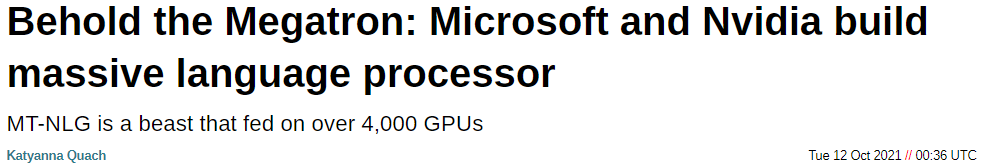 Behold the Megatron: Microsoft and Nvidia build
massive language processor
MT-NLG is a beast that fed on over 4,000 GPUs
Katyanna Quach
Tue 12 Oct 2021 // 00:36 UTC